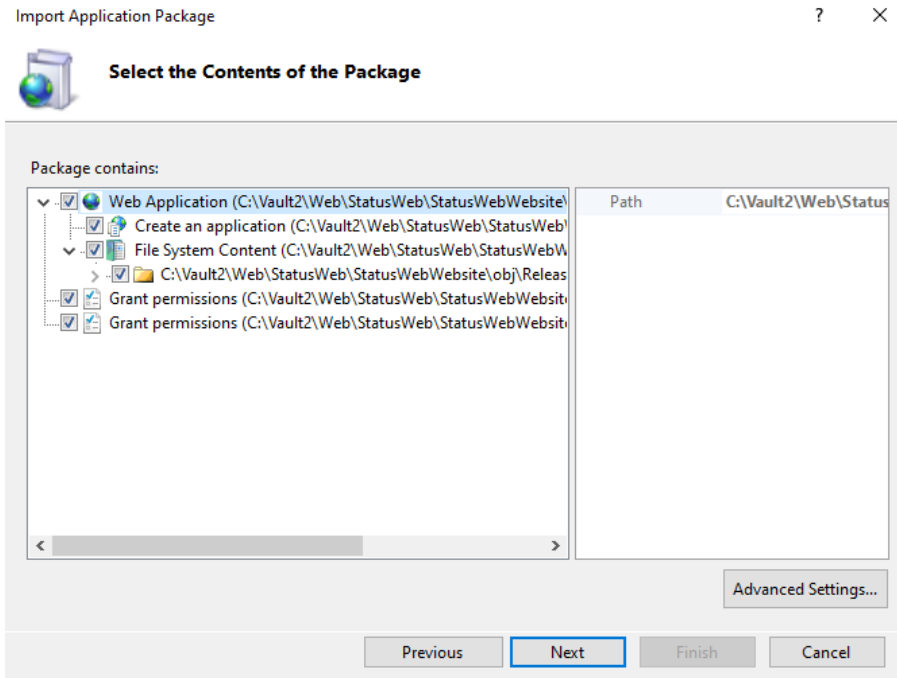 Import Application Package
?
Select the Contents of the Package
Package contains:
Web Application (C:\Vault2\Web\StatusWeb\StatusWebWebsite\
Create an application (C:\Vault2\Web\StatusWeb\StatusWeb\
File System Content (C:\Vault2\Web\StatusWeb\StatusWebW
C:\Vault2\Web\StatusWeb\StatusWebWebsite\obj\Releas
Grant permissions (C:\Vault2\Web\StatusWeb\StatusWebWebsit
Grant permissions (C:\Vault2\Web\StatusWeb\StatusWebWebsit
Path C:\Vault2\Web\Status
Advanced Settings...
Previous Next Finish Cancel